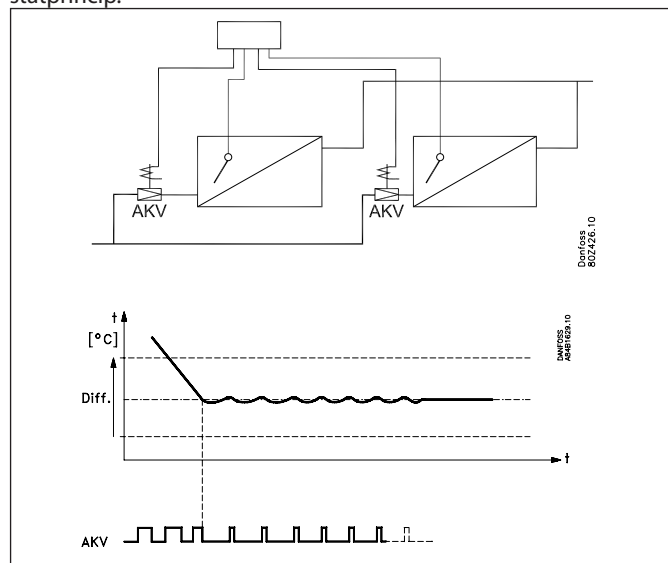 statprincip.
AKV
AKV
Danfoss
80Z426.10
t
[°C]
DANFOSS
A84B1629.10
Diff.
t
AKV